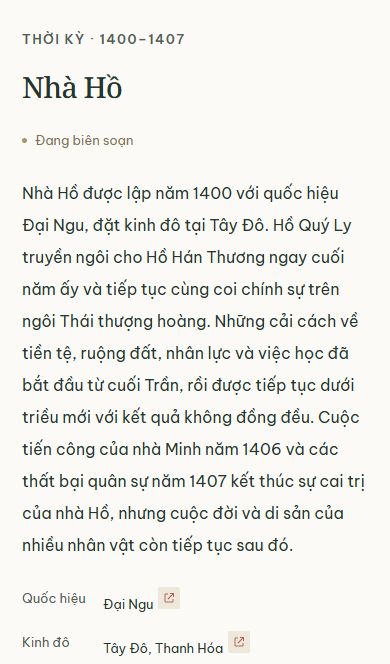 THỜI KỲ · 1400–1407
Nhà Hồ
Đang biên soạn
Nhà Hồ được lập năm 1400 với quốc hiệu
Đại Ngu, đặt kinh đô tại Tây Đô. Hồ Quý Ly
truyền ngôi cho Hồ Hán Thương ngay cuối
năm ấy và tiếp tục cùng coi chính sự trên
ngôi Thái thượng hoàng. Những cải cách về
tiền tệ, ruộng đất, nhân lực và việc học đã
bắt đầu từ cuối Trần, rồi được tiếp tục dưới
triều mới với kết quả không đồng đều. Cuộc
tiến công của nhà Minh năm 1406 và các
thất bại quân sự năm 1407 kết thúc sự cai trị
của nhà Hồ, nhưng cuộc đời và di sản của
nhiều nhân vật còn tiếp tục sau đó.
Quốc hiệu Đại Ngu
Kinh đô Tây Đô, Thanh Hóa